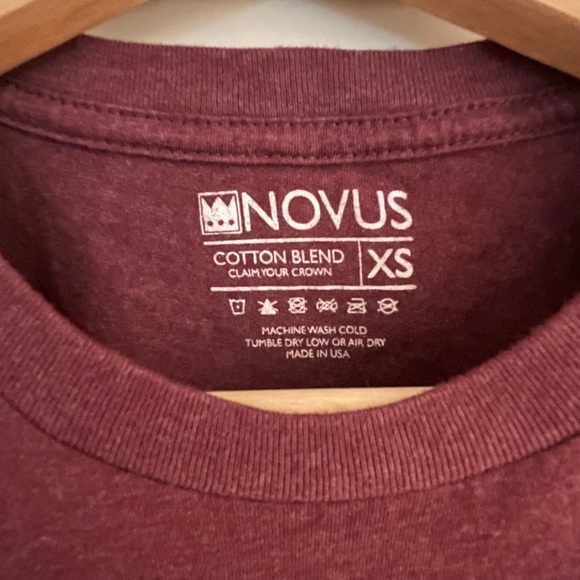 NOVUS
COTTON BLEND
CLAIM YOUR CROWN
XS
MACHINE WASH COLD
TUMBLE DRY LOW OR AIR DRY
MADE IN USA